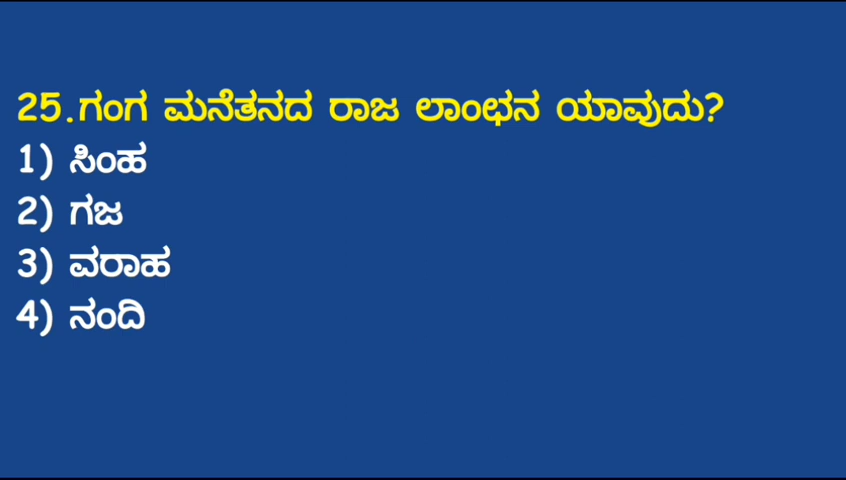 25.ಗಂಗ ಮನೆತನದ ರಾಜ ಲಾಂಛನ ಯಾವುದು?
1) ಸಿಂಹ
2) ಗಜ
3) ವರಾಹ
4) ನಂದಿ